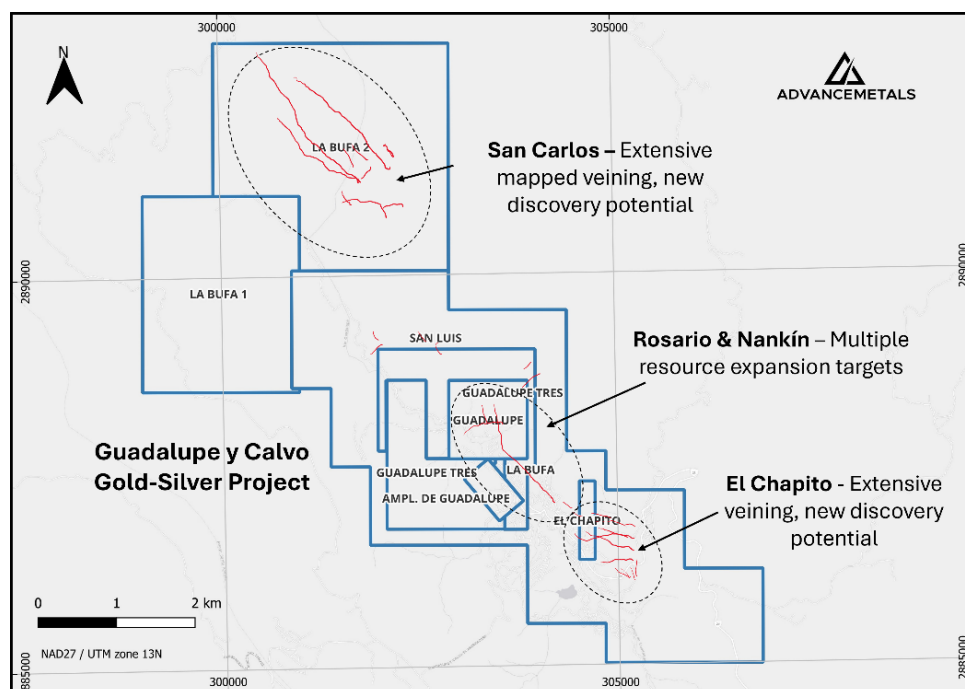 300000
305000
N
ADVANCEMETALS
LA BUFA 2
San Carlos – Extensive
mapped veining, new
discovery potential
2890000
2890000
LA BUFA 1
SAN LUIS
Rosario & Nankín – Multiple
resource expansion targets
GUADALUPE TRES
GUADALUPE
Guadalupe y Calvo
Gold-Silver Project
GUADALUPE TRES
LA BUFA
AMPL. DE GUADALUPE
El Chapito - Extensive
veining, new discovery
potential
EL CHAPITO
0 1 2 km
NAD27 / UTM zone 13N
2885000
2885000
300000
305000